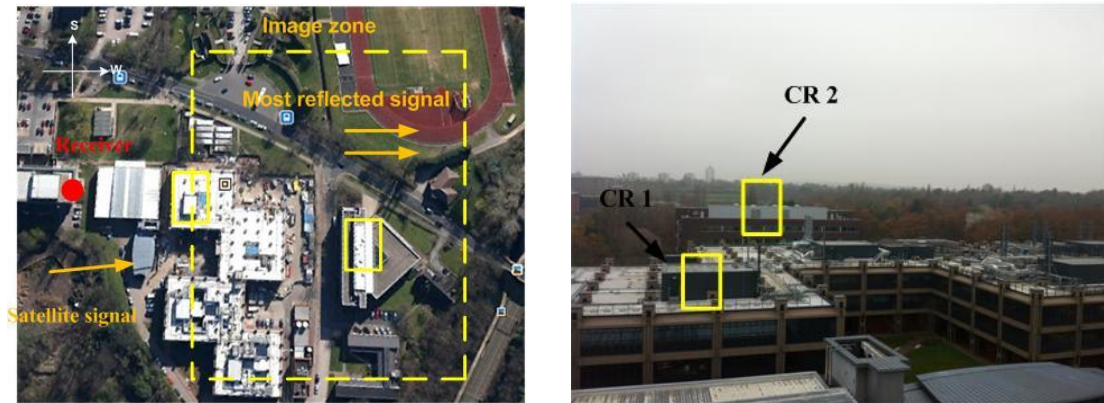 Image zone
S
W
Most reflected signal
Receiver
Satellite signal
CR 2
CR 1